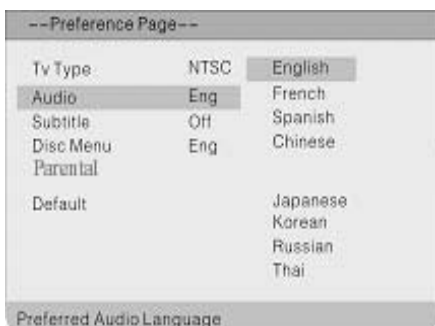 --Preference Page--
Tv Type NTSC English
Audio Eng French
Subtitle Off Spanish
Disc Menu Eng Chinese
Parental
Default Japanese
Korean
Russian
Thai
Preferred Audio Language